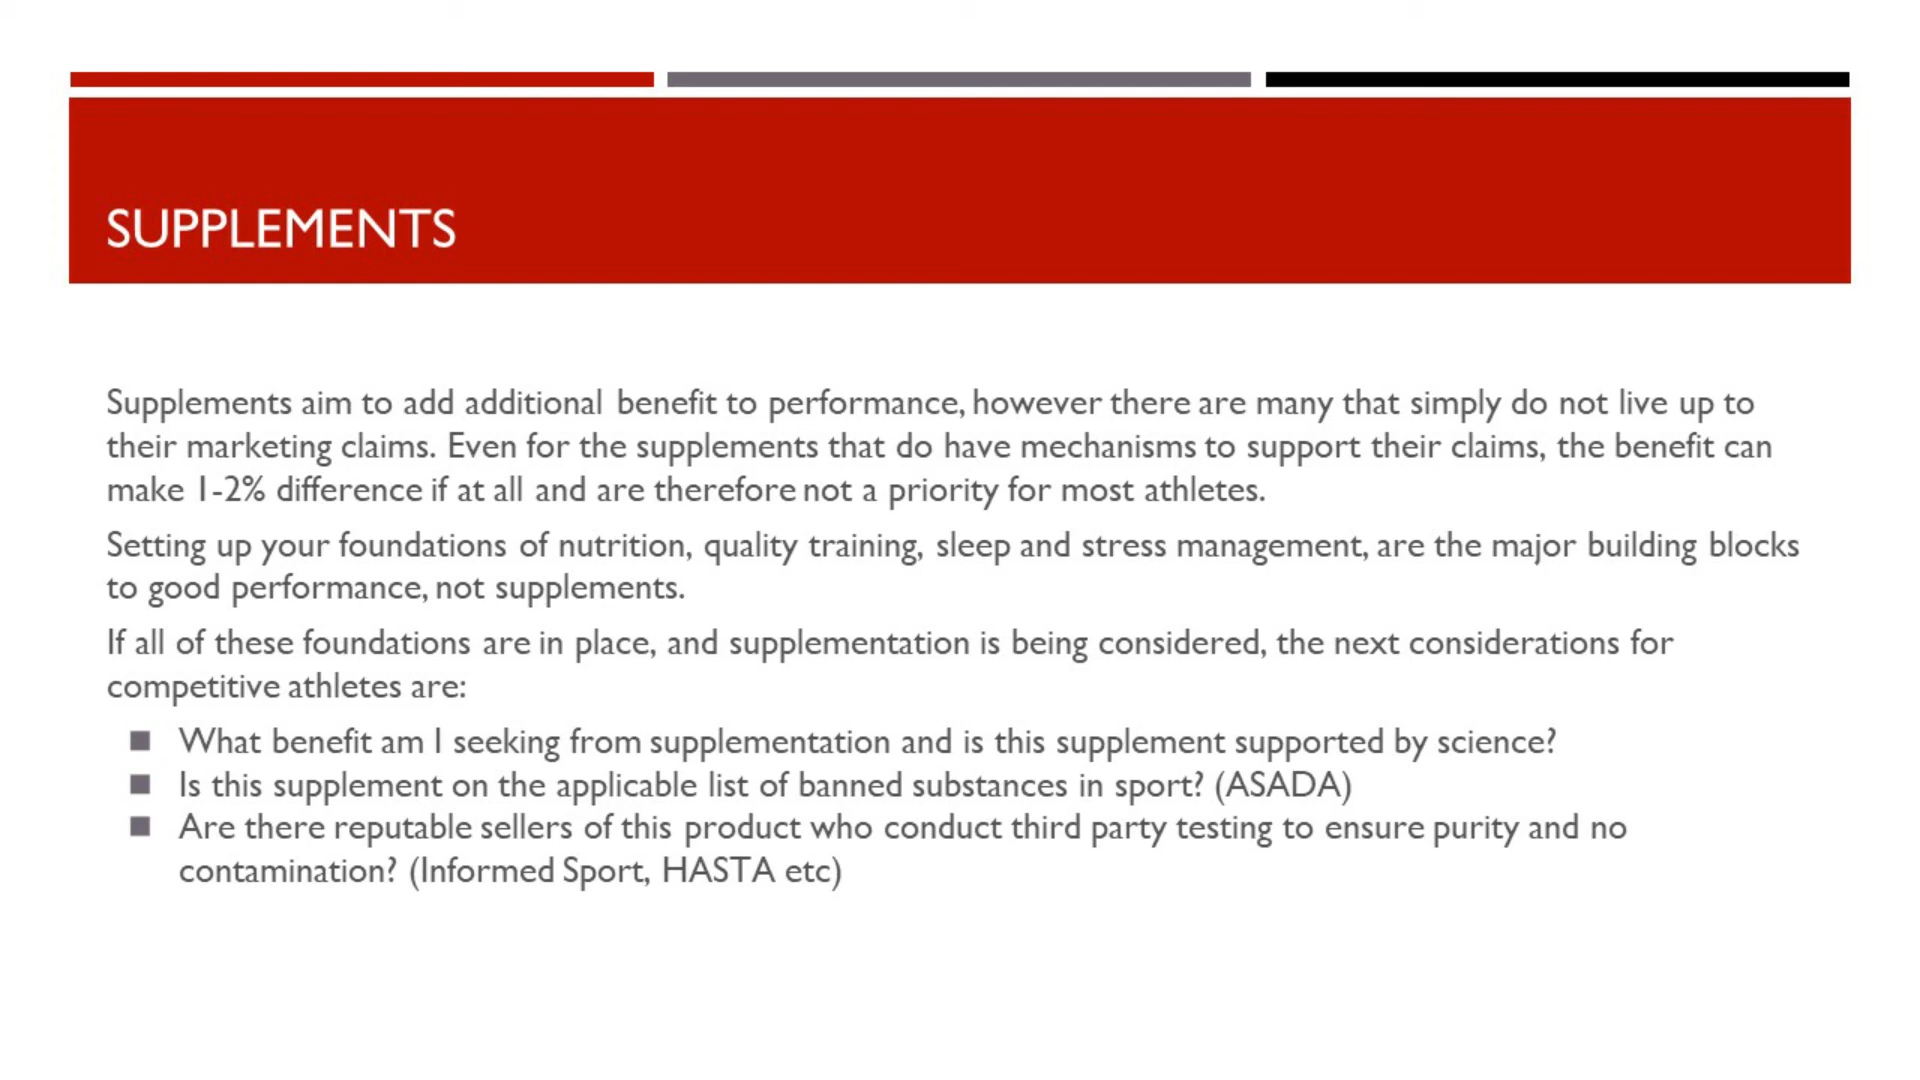 SUPPLEMENTS
Supplements aim to add additional benefit to performance, however there are many that simply do not live up to
their marketing claims. Even for the supplements that do have mechanisms to support their claims, the benefit can
make 1-2% difference if at all and are therefore not a priority for most athletes.
Setting up your foundations of nutrition, quality training, sleep and stress management, are the major building blocks
to good performance, not supplements.
If all of these foundations are in place, and supplementation is being considered, the next considerations for
competitive athletes are:
■ What benefit am I seeking from supplementation and is this supplement supported by science?
■ Is this supplement on the applicable list of banned substances in sport? (ASADA)
■ Are there reputable sellers of this product who conduct third party testing to ensure purity and no
contamination? (Informed Sport, HASTA etc)